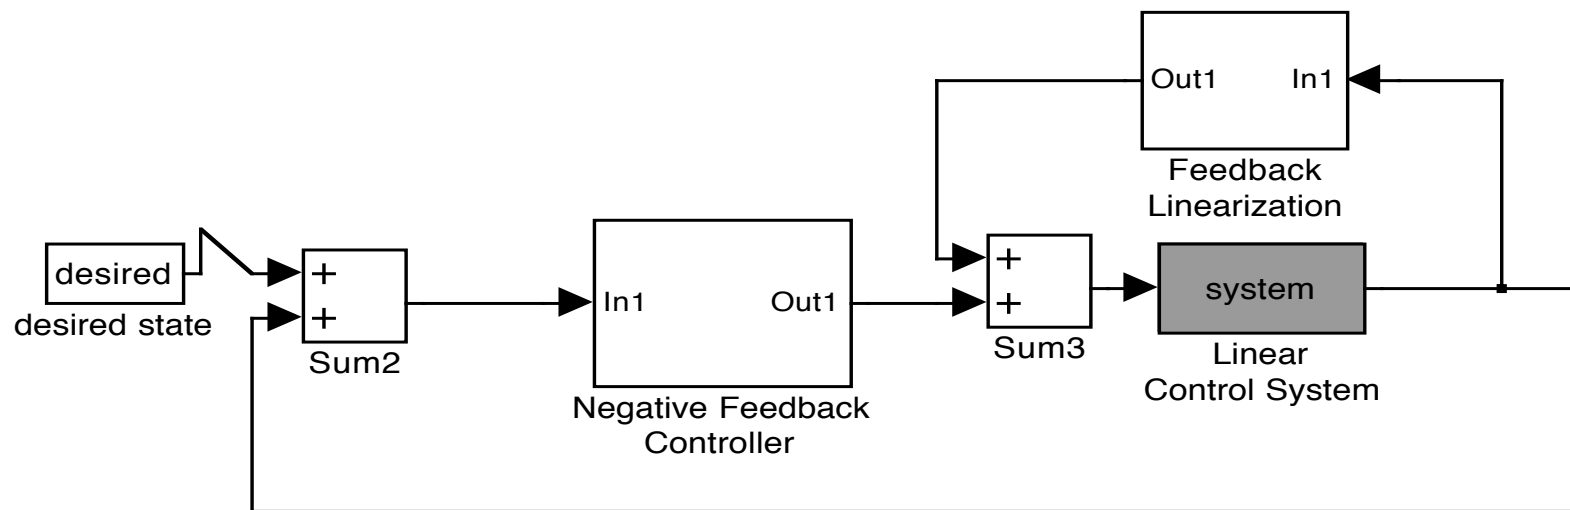 Out1 In1
Feedback
Linearization
desired
desired state
+
+
Sum2
In1 Out1
Negative Feedback
Controller
+
+
Sum3
system
Linear
Control System